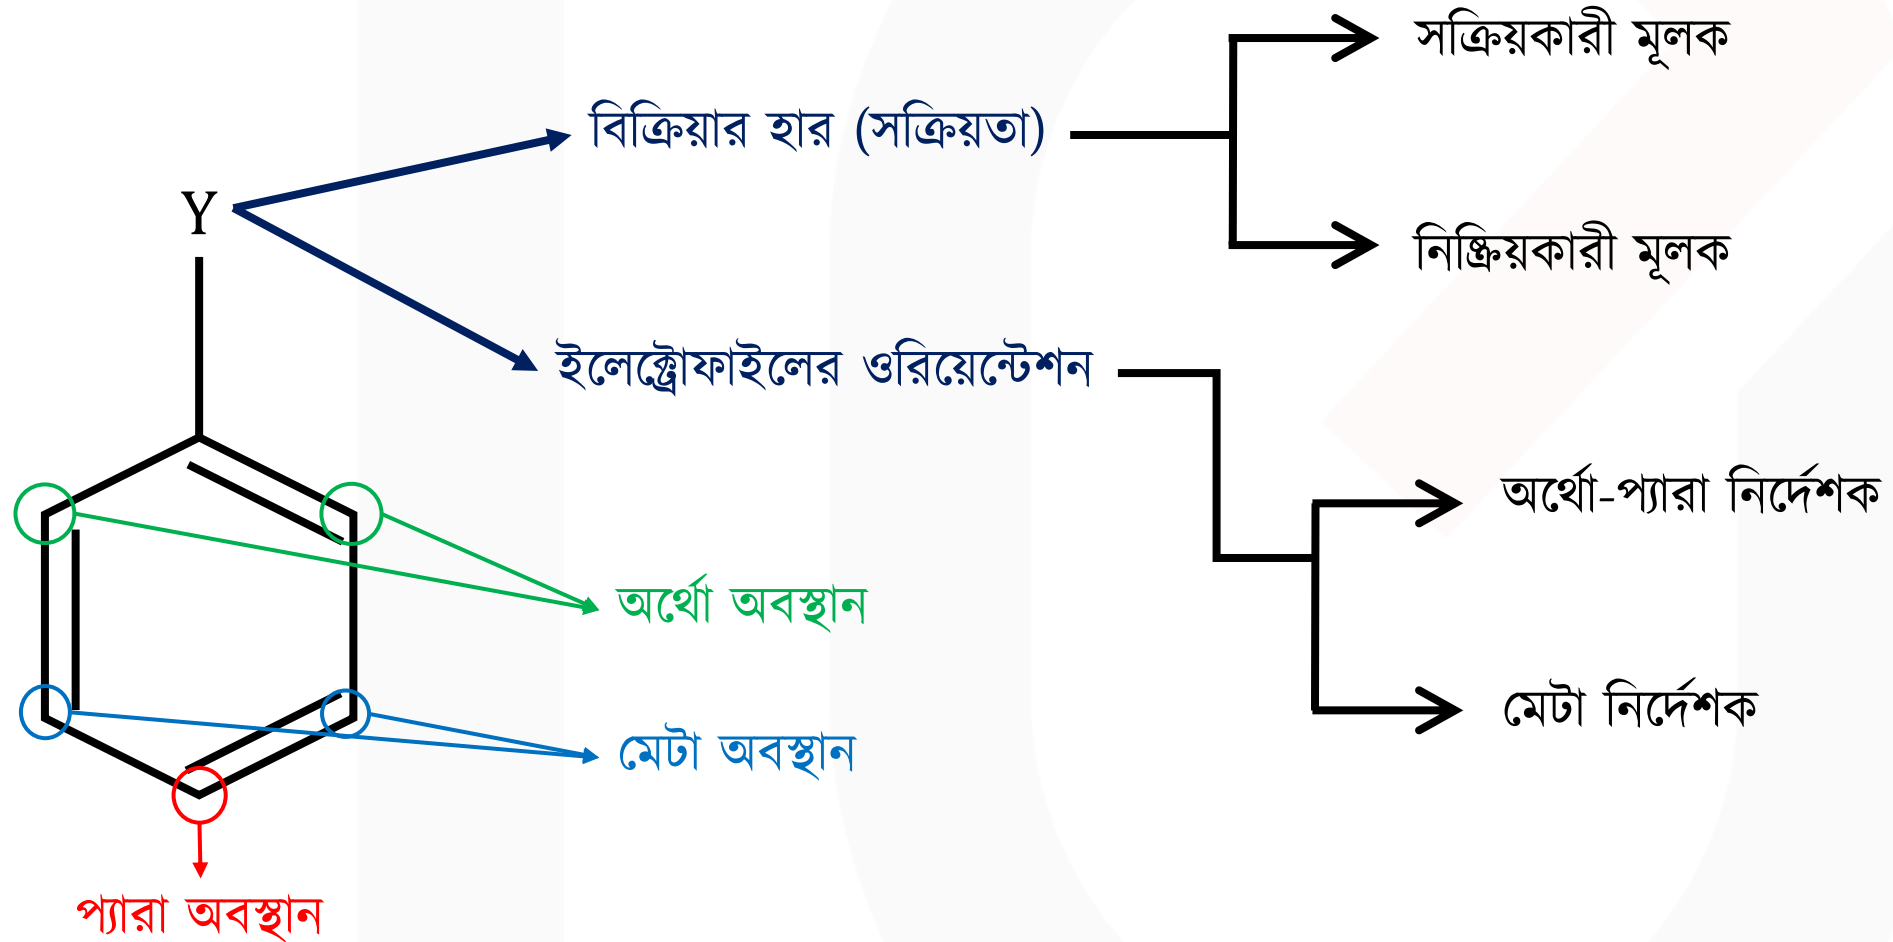 সক্রিয়কারী মূলক
বিক্রিয়ার হার (সক্রিয়তা)
Y
নিষ্ক্রিয়কারী মূলক
ইলেক্ট্রোফাইলের ওরিয়েন্টেশন
অর্থো-প্যারা নির্দেশক
অর্থো অবস্থান
মেটা নির্দেশক
মেটা অবস্থান
প্যারা অবস্থান